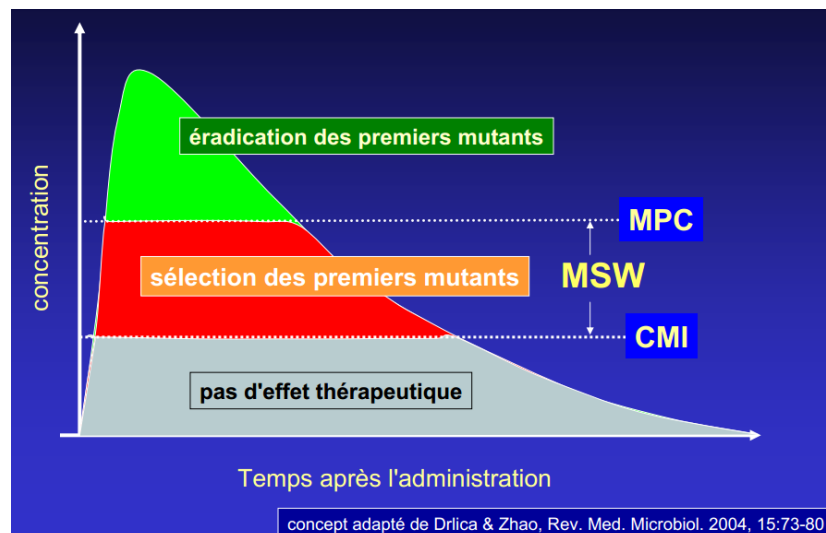 concentration
éradication des premiers mutants
MPC
sélection des premiers mutants
MSW
CMI
pas d'effet thérapeutique
Temps après l'administration
concept adapté de Drlica & Zhao, Rev. Med. Microbiol. 2004, 15:73-80